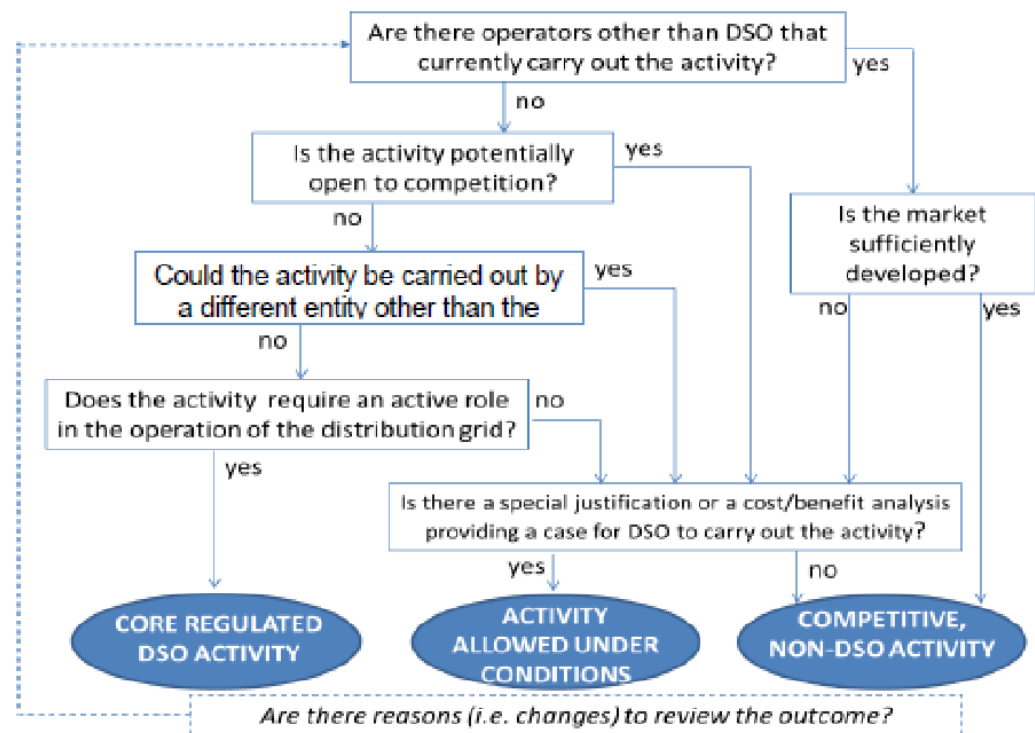 Are there operators other than DSO that
currently carry out the activity?
yes
no
Is the activity potentially
open to competition?
yes
no
Is the market
sufficiently
developed?
Could the activity be carried out by
a different entity other than the
yes
no
yes
no
Does the activity require an active role
in the operation of the distribution grid?
no
yes
Is there a special justification or a cost/benefit analysis
providing a case for DSO to carry out the activity?
yes
no
CORE REGULATED
DSO ACTIVITY
ACTIVITY
ALLOWED UNDER
CONDITIONS
COMPETITIVE,
NON-DSO ACTIVITY
Are there reasons (i.e. changes) to review the outcome?